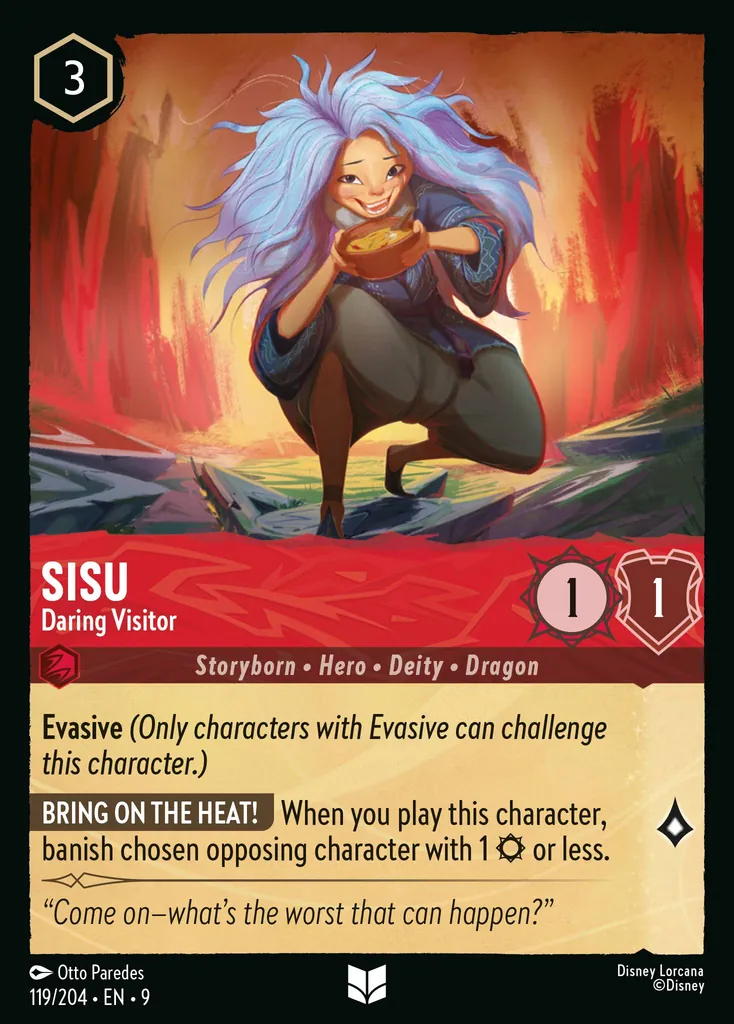 3
SISU
Daring Visitor
1
1
Storyborn • Hero • Deity • Dragon
Evasive (Only characters with Evasive can challenge
this character.)
BRING ON THE HEAT! When you play this character,
banish chosen opposing character with 1 ⛭ or less.
“Come on—what’s the worst that can happen?”
Otto Paredes
119/204 • EN • 9
Disney Lorcana
©Disney